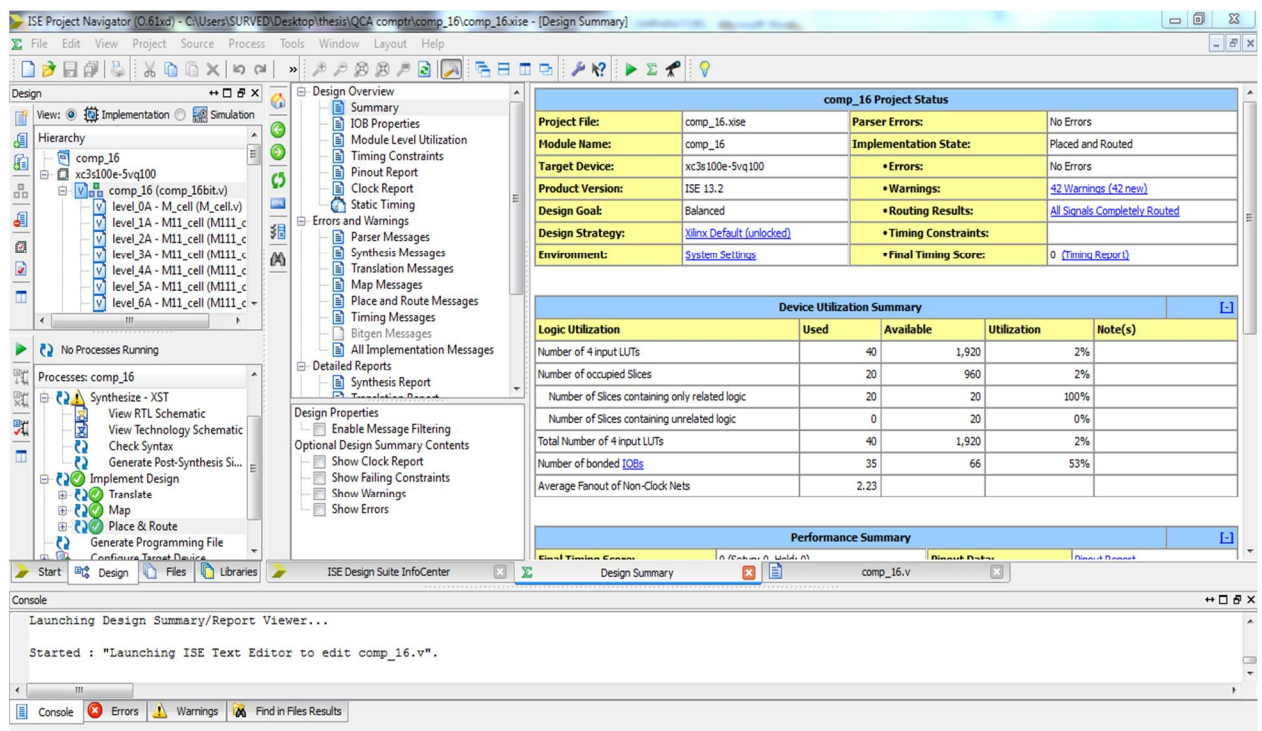 ISE Project Navigator (O.61xd) - C:\Users\SURVED\Desktop\thesis\QCA comptr\comp_16\comp_16.xise - [Design Summary]
File Edit View Project Source Process Tools Window Layout Help
Design
View: Implementation Simulation
Hierarchy
comp_16
xc3s100e-5vq100
comp_16 (comp_16bit.v)
level_0A - M_cell (M_cell.v)
level_1A - M11_cell (M111_c
level_2A - M11_cell (M111_c
level_3A - M11_cell (M111_c
level_4A - M11_cell (M111_c
level_5A - M11_cell (M111_c
level_6A - M11_cell (M111_c
No Processes Running
Processes: comp_16
Synthesize - XST
View RTL Schematic
View Technology Schematic
Check Syntax
Generate Post-Synthesis Si...
Implement Design
Translate
Map
Place & Route
Generate Programming File
Configure Target Device
Start Design Files Libraries
Design Overview
Summary
IOB Properties
Module Level Utilization
Timing Constraints
Pinout Report
Clock Report
Static Timing
Errors and Warnings
Parser Messages
Synthesis Messages
Translation Messages
Map Messages
Place and Route Messages
Timing Messages
Bitgen Messages
All Implementation Messages
Detailed Reports
Synthesis Report
Translation Report
Design Properties
Enable Message Filtering
Optional Design Summary Contents
Show Clock Report
Show Failing Constraints
Show Warnings
Show Errors
comp_16 Project Status
Project File: comp_16.xise Parser Errors: No Errors
Module Name: comp_16 Implementation State: Placed and Routed
Target Device: xc3s100e-5vq100 •Errors: No Errors
Product Version: ISE 13.2 •Warnings: 42 Warnings (42 new)
Design Goal: Balanced •Routing Results: All Signals Completely Routed
Design Strategy: Xilinx Default (unlocked) •Timing Constraints:
Environment: System Settings •Final Timing Score: 0 (Timing Report)
Device Utilization Summary [-]
Logic Utilization Used Available Utilization Note(s)
Number of 4 input LUTs 40 1,920 2%
Number of occupied Slices 20 960 2%
Number of Slices containing only related logic 20 20 100%
Number of Slices containing unrelated logic 0 20 0%
Total Number of 4 input LUTs 40 1,920 2%
Number of bonded IOBs 35 66 53%
Average Fanout of Non-Clock Nets 2.23
Performance Summary [-]
Final Timing Score: 0 (Setup: 0, Hold: 0) Pinout Data: Pinout Report
ISE Design Suite InfoCenter Design Summary comp_16.v
Console
Launching Design Summary/Report Viewer...
Started : "Launching ISE Text Editor to edit comp_16.v".
Console Errors Warnings Find in Files Results